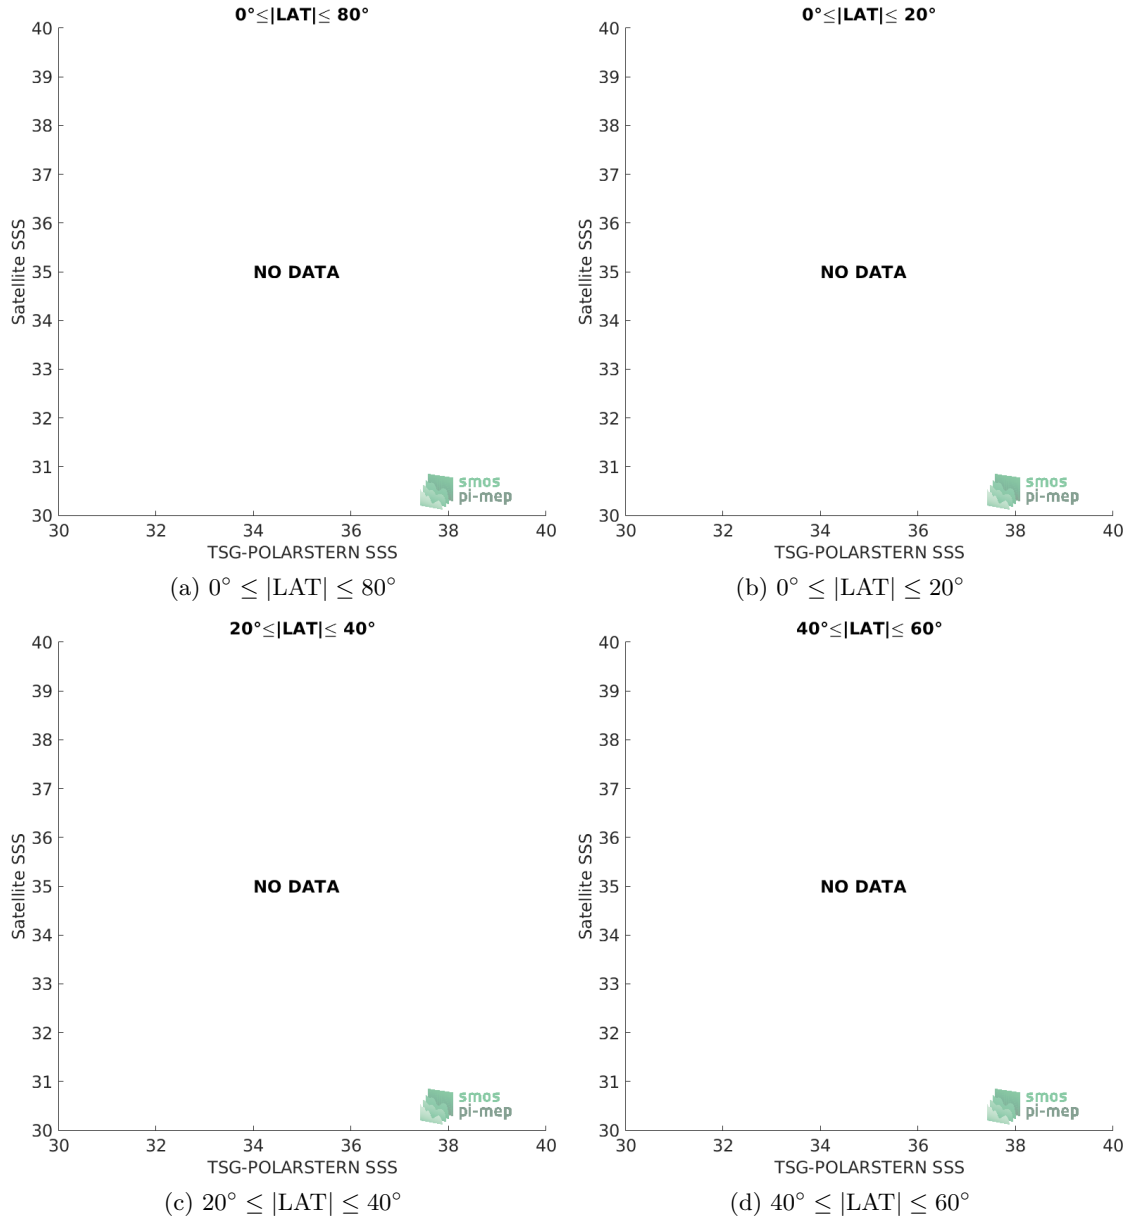 0°≤|LAT|≤ 80°
40
39
38
37
36
35
34
33
32
31
30
Satellite SSS
NO DATA
smos
pi-mep
30 32 34 36 38 40
TSG-POLARSTERN SSS
(a) 0° ≤ |LAT| ≤ 80°
0°≤|LAT|≤ 20°
40
39
38
37
36
35
34
33
32
31
30
Satellite SSS
NO DATA
smos
pi-mep
30 32 34 36 38 40
TSG-POLARSTERN SSS
(b) 0° ≤ |LAT| ≤ 20°
20°≤|LAT|≤ 40°
40
39
38
37
36
35
34
33
32
31
30
Satellite SSS
NO DATA
smos
pi-mep
30 32 34 36 38 40
TSG-POLARSTERN SSS
(c) 20° ≤ |LAT| ≤ 40°
40°≤|LAT|≤ 60°
40
39
38
37
36
35
34
33
32
31
30
Satellite SSS
NO DATA
smos
pi-mep
30 32 34 36 38 40
TSG-POLARSTERN SSS
(d) 40° ≤ |LAT| ≤ 60°